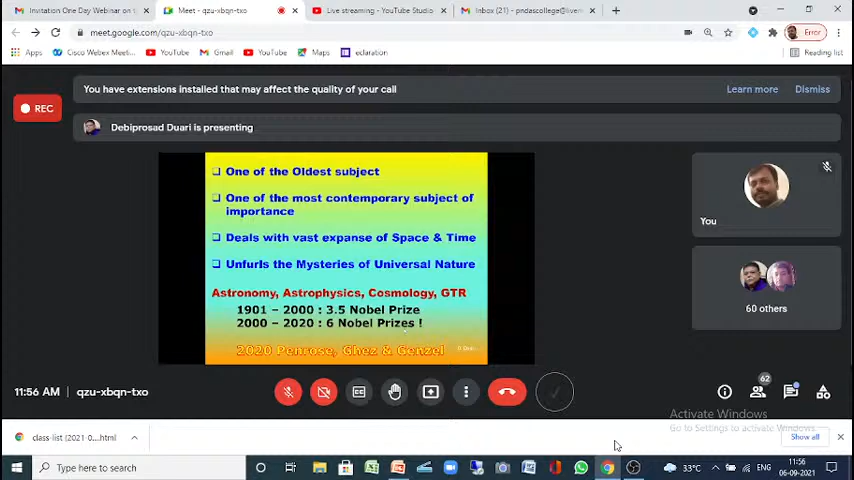 Invitation One Day Webinar on t
Meet - qzu-xbqn-txo
Live streaming - YouTube Studio
Inbox (21) - pndascollege@live
meet.google.com/qzu-xbqn-txo
Error
Apps
Cisco Webex Meeti...
YouTube
Gmail
YouTube
Maps
eclaration
Reading list
You have extensions installed that may affect the quality of your call
Learn more
Dismiss
REC
Debiprosad Duari is presenting
One of the Oldest subject
One of the most contemporary subject of
importance
Deals with vast expanse of Space & Time
Unfurls the Mysteries of Universal Nature
Astronomy, Astrophysics, Cosmology, GTR
1901 – 2000 : 3.5 Nobel Prize
2000 – 2020 : 6 Nobel Prizes !
2020 Penrose, Ghez & Genzel
You
60 others
11:56 AM
qzu-xbqn-txo
62
Activate Windows
Go to Settings to activate Windows.
class-list (2021-0....html
Show all
Type here to search
33°C
ENG
11:56
06-09-2021